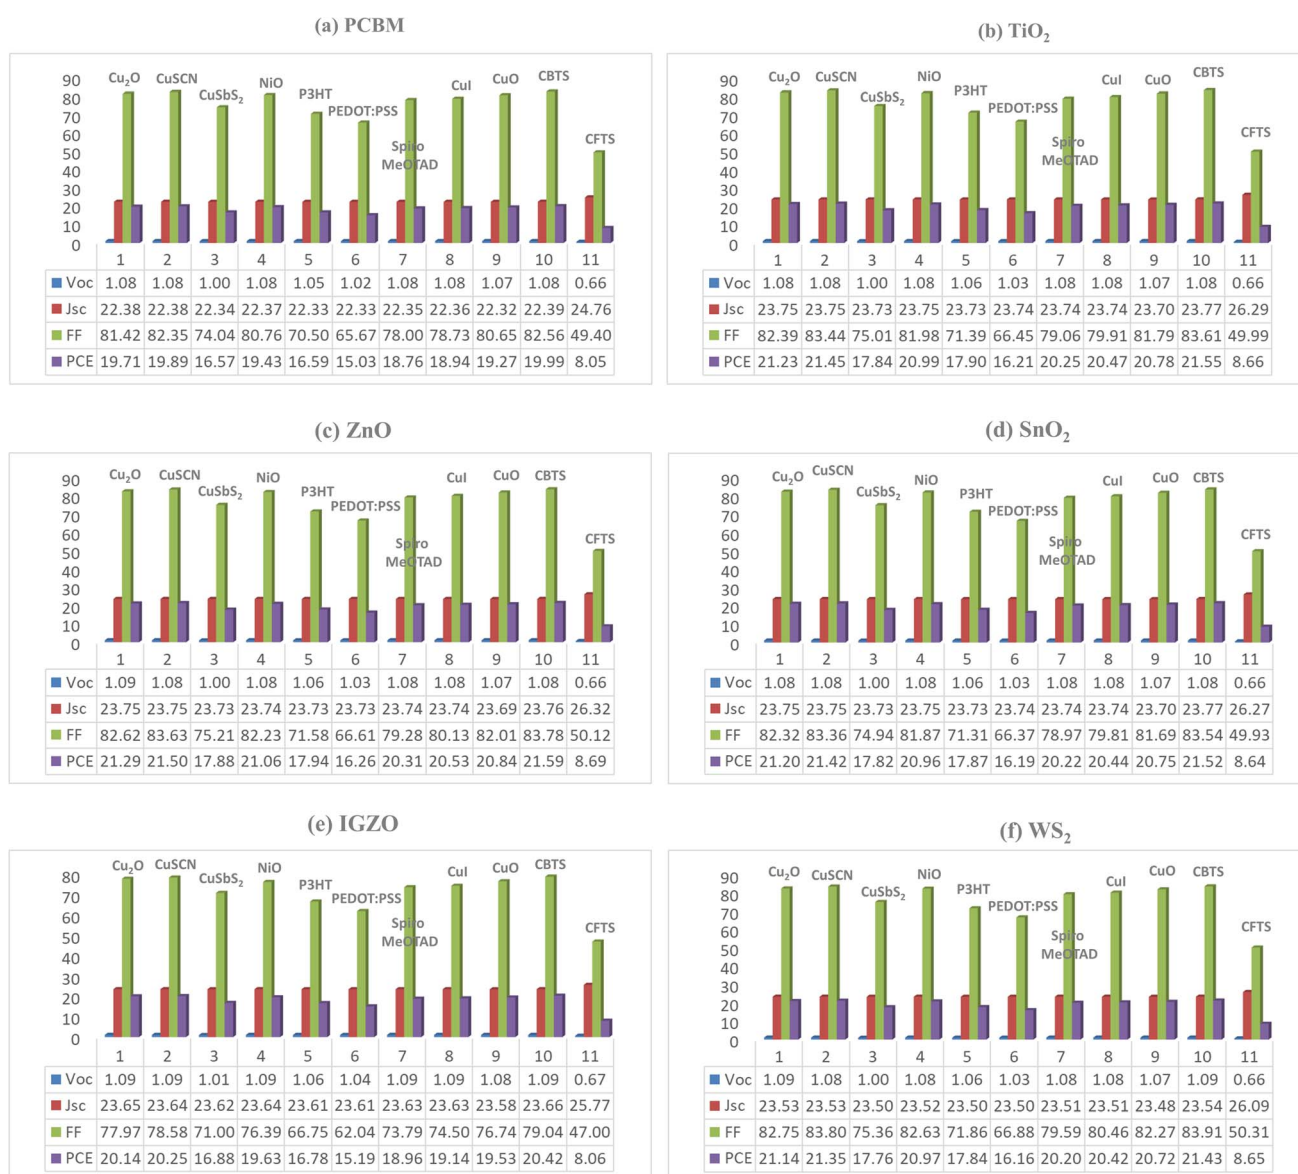 (a) PCBM
90
80
70
60
50
40
30
20
10
0
Cu₂O CuSCN CuSbS₂ NiO P3HT PEDOT:PSS Spiro MeOTAD CuI CuO CBTS CFTS
1 2 3 4 5 6 7 8 9 10 11
Voc 1.08 1.08 1.00 1.08 1.05 1.02 1.08 1.08 1.07 1.08 0.66
Jsc 22.38 22.38 22.34 22.37 22.33 22.33 22.35 22.36 22.32 22.39 24.76
FF 81.42 82.35 74.04 80.76 70.50 65.67 78.00 78.73 80.65 82.56 49.40
PCE 19.71 19.89 16.57 19.43 16.59 15.03 18.76 18.94 19.27 19.99 8.05
(b) TiO₂
90
80
70
60
50
40
30
20
10
0
Cu₂O CuSCN CuSbS₂ NiO P3HT PEDOT:PSS Spiro MeOTAD CuI CuO CBTS CFTS
1 2 3 4 5 6 7 8 9 10 11
Voc 1.08 1.08 1.00 1.08 1.06 1.03 1.08 1.08 1.07 1.08 0.66
Jsc 23.75 23.75 23.73 23.75 23.73 23.74 23.74 23.74 23.70 23.77 26.29
FF 82.39 83.44 75.01 81.98 71.39 66.45 79.06 79.91 81.79 83.61 49.99
PCE 21.23 21.45 17.84 20.99 17.90 16.21 20.25 20.47 20.78 21.55 8.66
(c) ZnO
90
80
70
60
50
40
30
20
10
0
Cu₂O CuSCN CuSbS₂ NiO P3HT PEDOT:PSS Spiro MeOTAD CuI CuO CBTS CFTS
1 2 3 4 5 6 7 8 9 10 11
Voc 1.09 1.08 1.00 1.08 1.06 1.03 1.08 1.08 1.07 1.08 0.66
Jsc 23.75 23.75 23.73 23.74 23.73 23.73 23.74 23.74 23.69 23.76 26.32
FF 82.62 83.63 75.21 82.23 71.58 66.61 79.28 80.13 82.01 83.78 50.12
PCE 21.29 21.50 17.88 21.06 17.94 16.26 20.31 20.53 20.84 21.59 8.69
(d) SnO₂
90
80
70
60
50
40
30
20
10
0
Cu₂O CuSCN CuSbS₂ NiO P3HT PEDOT:PSS Spiro MeOTAD CuI CuO CBTS CFTS
1 2 3 4 5 6 7 8 9 10 11
Voc 1.08 1.08 1.00 1.08 1.06 1.03 1.08 1.08 1.07 1.08 0.66
Jsc 23.75 23.75 23.73 23.75 23.73 23.74 23.74 23.74 23.70 23.77 26.27
FF 82.32 83.36 74.94 81.87 71.31 66.37 78.97 79.81 81.69 83.54 49.93
PCE 21.20 21.42 17.82 20.96 17.87 16.19 20.22 20.44 20.75 21.52 8.64
(e) IGZO
80
70
60
50
40
30
20
10
0
Cu₂O CuSCN CuSbS₂ NiO P3HT PEDOT:PSS Spiro MeOTAD CuI CuO CBTS CFTS
1 2 3 4 5 6 7 8 9 10 11
Voc 1.09 1.09 1.01 1.09 1.06 1.04 1.09 1.09 1.08 1.09 0.67
Jsc 23.65 23.64 23.62 23.64 23.61 23.61 23.63 23.63 23.58 23.66 25.77
FF 77.97 78.58 71.00 76.39 66.75 62.04 73.79 74.50 76.74 79.04 47.00
PCE 20.14 20.25 16.88 19.63 16.78 15.19 18.96 19.14 19.53 20.42 8.06
(f) WS₂
90
80
70
60
50
40
30
20
10
0
Cu₂O CuSCN CuSbS₂ NiO P3HT PEDOT:PSS Spiro MeOTAD CuI CuO CBTS CFTS
1 2 3 4 5 6 7 8 9 10 11
Voc 1.09 1.08 1.00 1.08 1.06 1.03 1.08 1.08 1.07 1.09 0.66
Jsc 23.53 23.53 23.50 23.52 23.50 23.50 23.51 23.51 23.48 23.54 26.09
FF 82.75 83.80 75.36 82.63 71.86 66.88 79.59 80.46 82.27 83.91 50.31
PCE 21.14 21.35 17.76 20.97 17.84 16.16 20.20 20.42 20.72 21.43 8.65